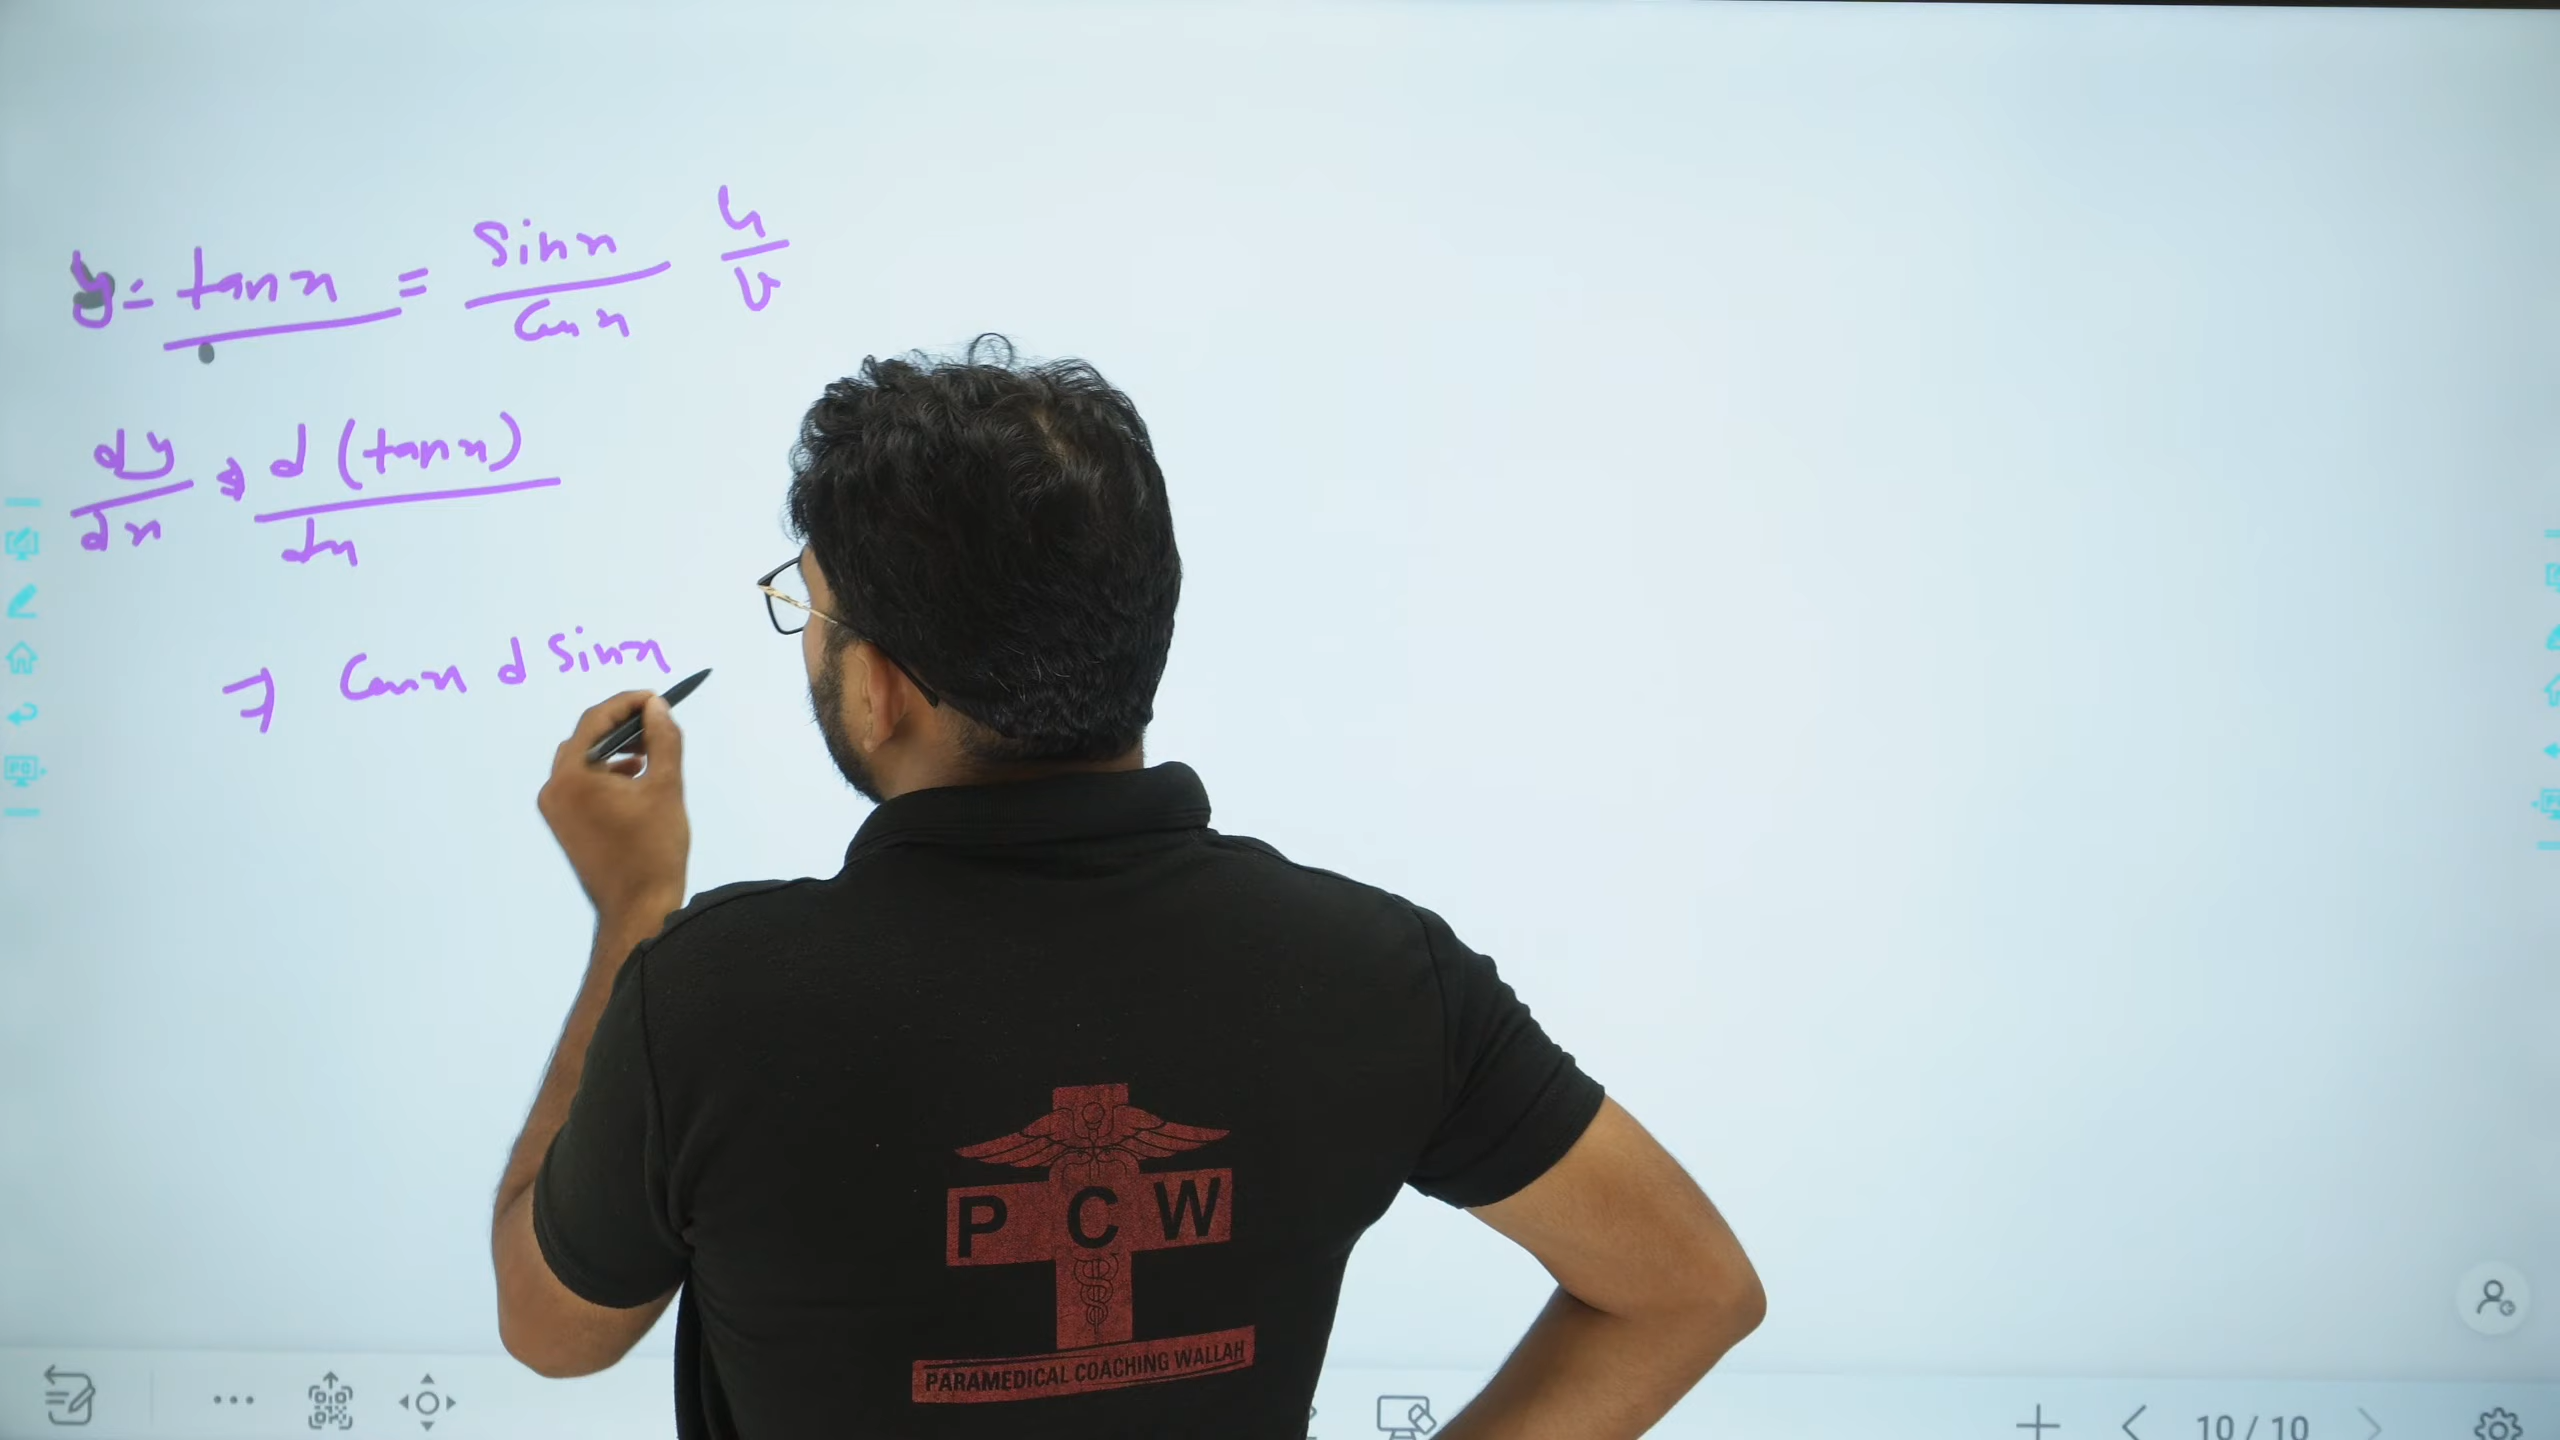 y = tan x = sin x / cos x u/v
dy/dx ⇒ d (tan x) / dx
⇒ cos x d sin x
P C W
PARAMEDICAL COACHING WALLAH
10 / 10